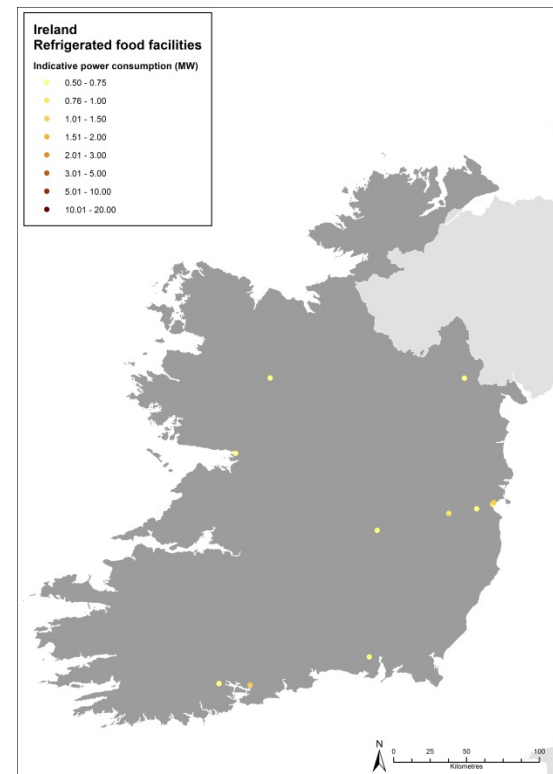 Ireland
Refrigerated food facilities
Indicative power consumption (MW)
0.50 - 0.75
0.76 - 1.00
1.01 - 1.50
1.51 - 2.00
2.01 - 3.00
3.01 - 5.00
5.01 - 10.00
10.01 - 20.00
N
0 25 50 100
Kilometres